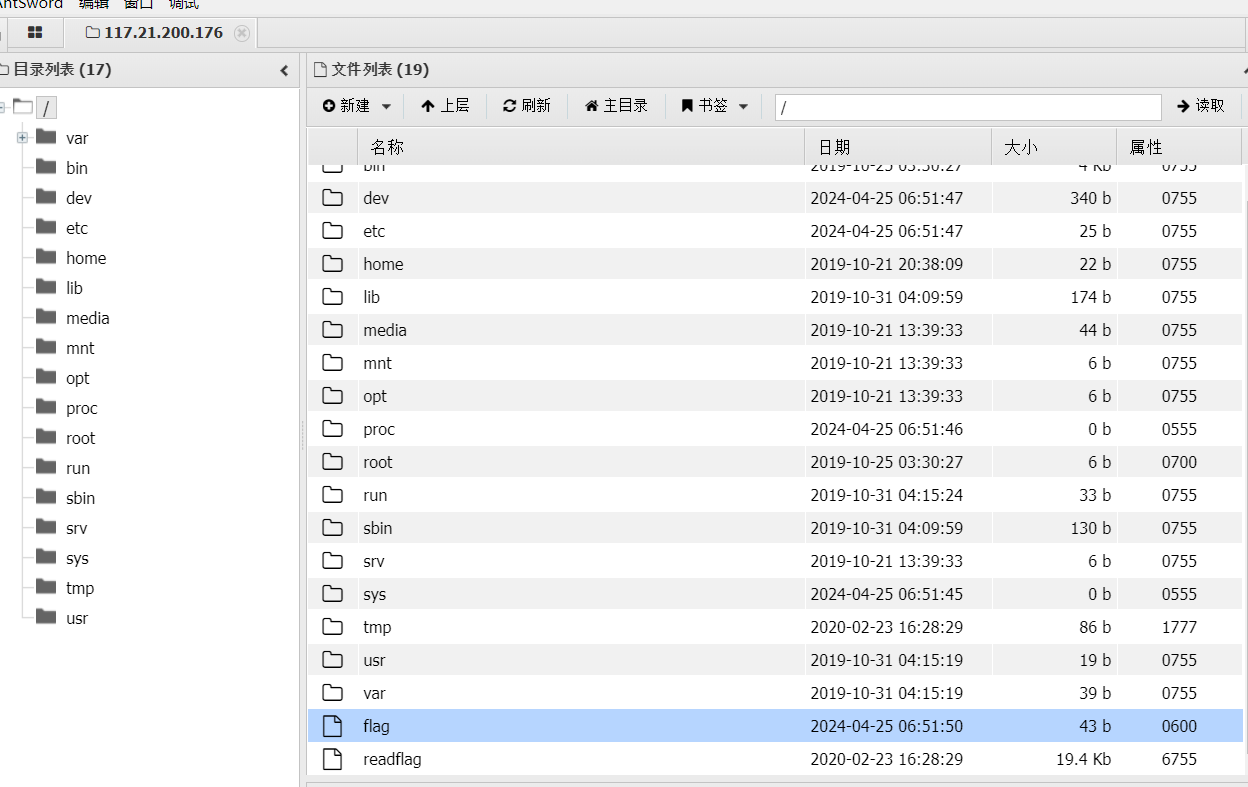 AntSword 编辑 窗口 调试
117.21.200.176
目录列表 (17)
/
var
bin
dev
etc
home
lib
media
mnt
opt
proc
root
run
sbin
srv
sys
tmp
usr
文件列表 (19)
新建 上层 刷新 主目录 书签 / 读取
名称 日期 大小 属性
bin 2019-10-25 03:30:27 4 Kb 0755
dev 2024-04-25 06:51:47 340 b 0755
etc 2024-04-25 06:51:47 25 b 0755
home 2019-10-21 20:38:09 22 b 0755
lib 2019-10-31 04:09:59 174 b 0755
media 2019-10-21 13:39:33 44 b 0755
mnt 2019-10-21 13:39:33 6 b 0755
opt 2019-10-21 13:39:33 6 b 0755
proc 2024-04-25 06:51:46 0 b 0555
root 2019-10-25 03:30:27 6 b 0700
run 2019-10-31 04:15:24 33 b 0755
sbin 2019-10-31 04:09:59 130 b 0755
srv 2019-10-21 13:39:33 6 b 0755
sys 2024-04-25 06:51:45 0 b 0555
tmp 2020-02-23 16:28:29 86 b 1777
usr 2019-10-31 04:15:19 19 b 0755
var 2019-10-31 04:15:19 39 b 0755
flag 2024-04-25 06:51:50 43 b 0600
readflag 2020-02-23 16:28:29 19.4 Kb 6755